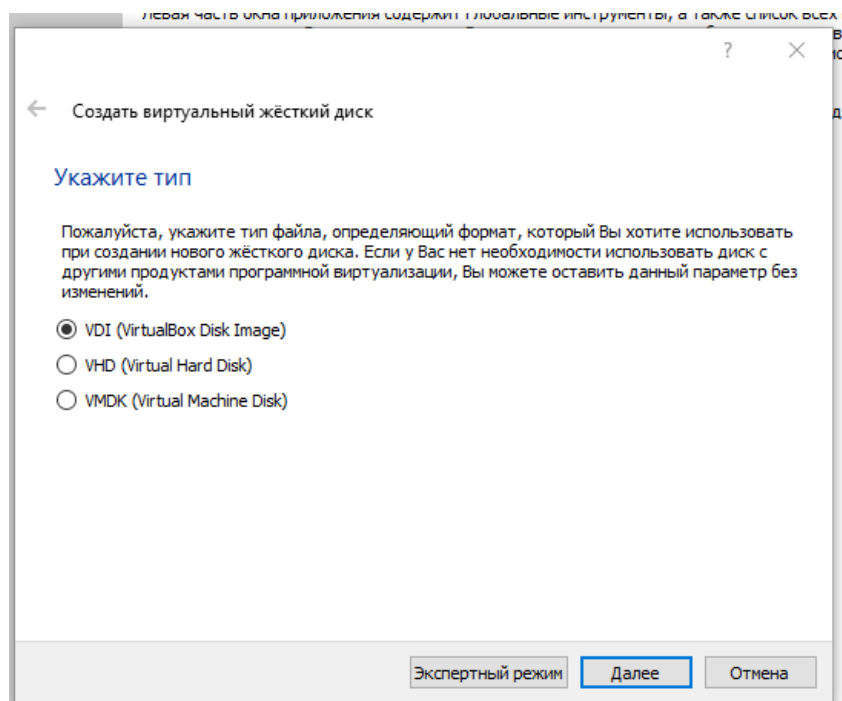 левая часть окна приложения содержит глобальные инструменты, а также список всех
?
Создать виртуальный жёсткий диск
Укажите тип
Пожалуйста, укажите тип файла, определяющий формат, который Вы хотите использовать
при создании нового жёсткого диска. Если у Вас нет необходимости использовать диск с
другими продуктами программной виртуализации, Вы можете оставить данный параметр без
изменений.
VDI (VirtualBox Disk Image)
VHD (Virtual Hard Disk)
VMDK (Virtual Machine Disk)
Экспертный режим Далее Отмена